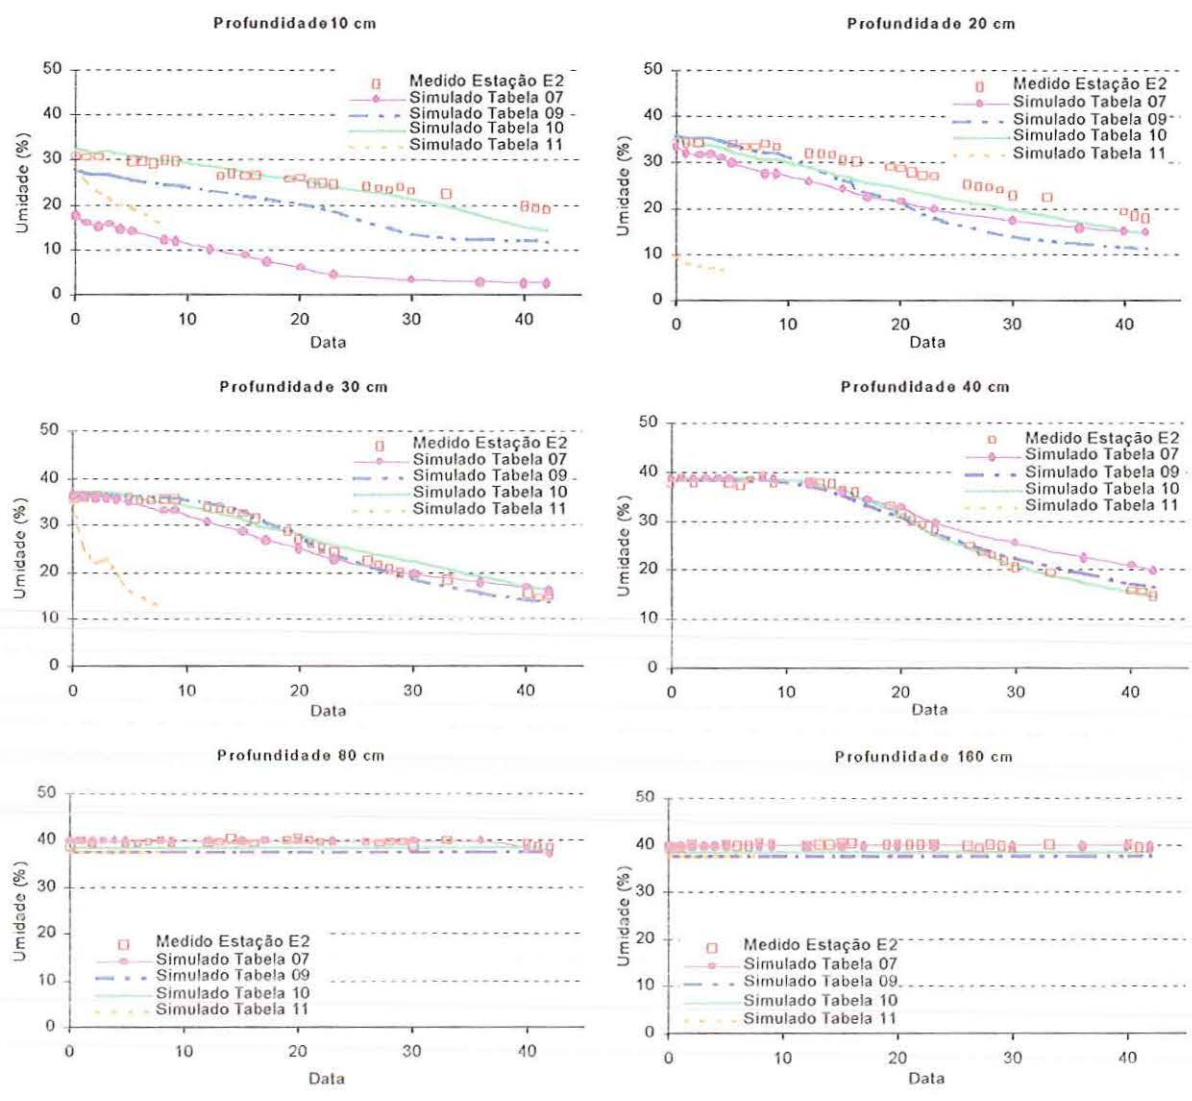 Profundidade 10 cm
50
40
30
20
10
0
Umidade (%)
Medido Estação E2
Simulado Tabela 07
Simulado Tabela 09
Simulado Tabela 10
Simulado Tabela 11
0 10 20 30 40
Data
Profundidade 20 cm
50
40
30
20
10
0
Umidade (%)
Medido Estação E2
Simulado Tabela 07
Simulado Tabela 09
Simulado Tabela 10
Simulado Tabela 11
0 10 20 30 40
Data
Profundidade 30 cm
50
40
30
20
10
0
Umidade (%)
Medido Estação E2
Simulado Tabela 07
Simulado Tabela 09
Simulado Tabela 10
Simulado Tabela 11
0 10 20 30 40
Data
Profundidade 40 cm
50
40
30
20
10
0
Umidade (%)
Medido Estação E2
Simulado Tabela 07
Simulado Tabela 09
Simulado Tabela 10
Simulado Tabela 11
0 10 20 30 40
Data
Profundidade 80 cm
50
40
30
20
10
0
Umidade (%)
Medido Estação E2
Simulado Tabela 07
Simulado Tabela 09
Simulado Tabela 10
Simulado Tabela 11
0 10 20 30 40
Data
Profundidade 160 cm
50
40
30
20
10
0
Umidade (%)
Medido Estação E2
Simulado Tabela 07
Simulado Tabela 09
Simulado Tabela 10
Simulado Tabela 11
0 10 20 30 40
Data